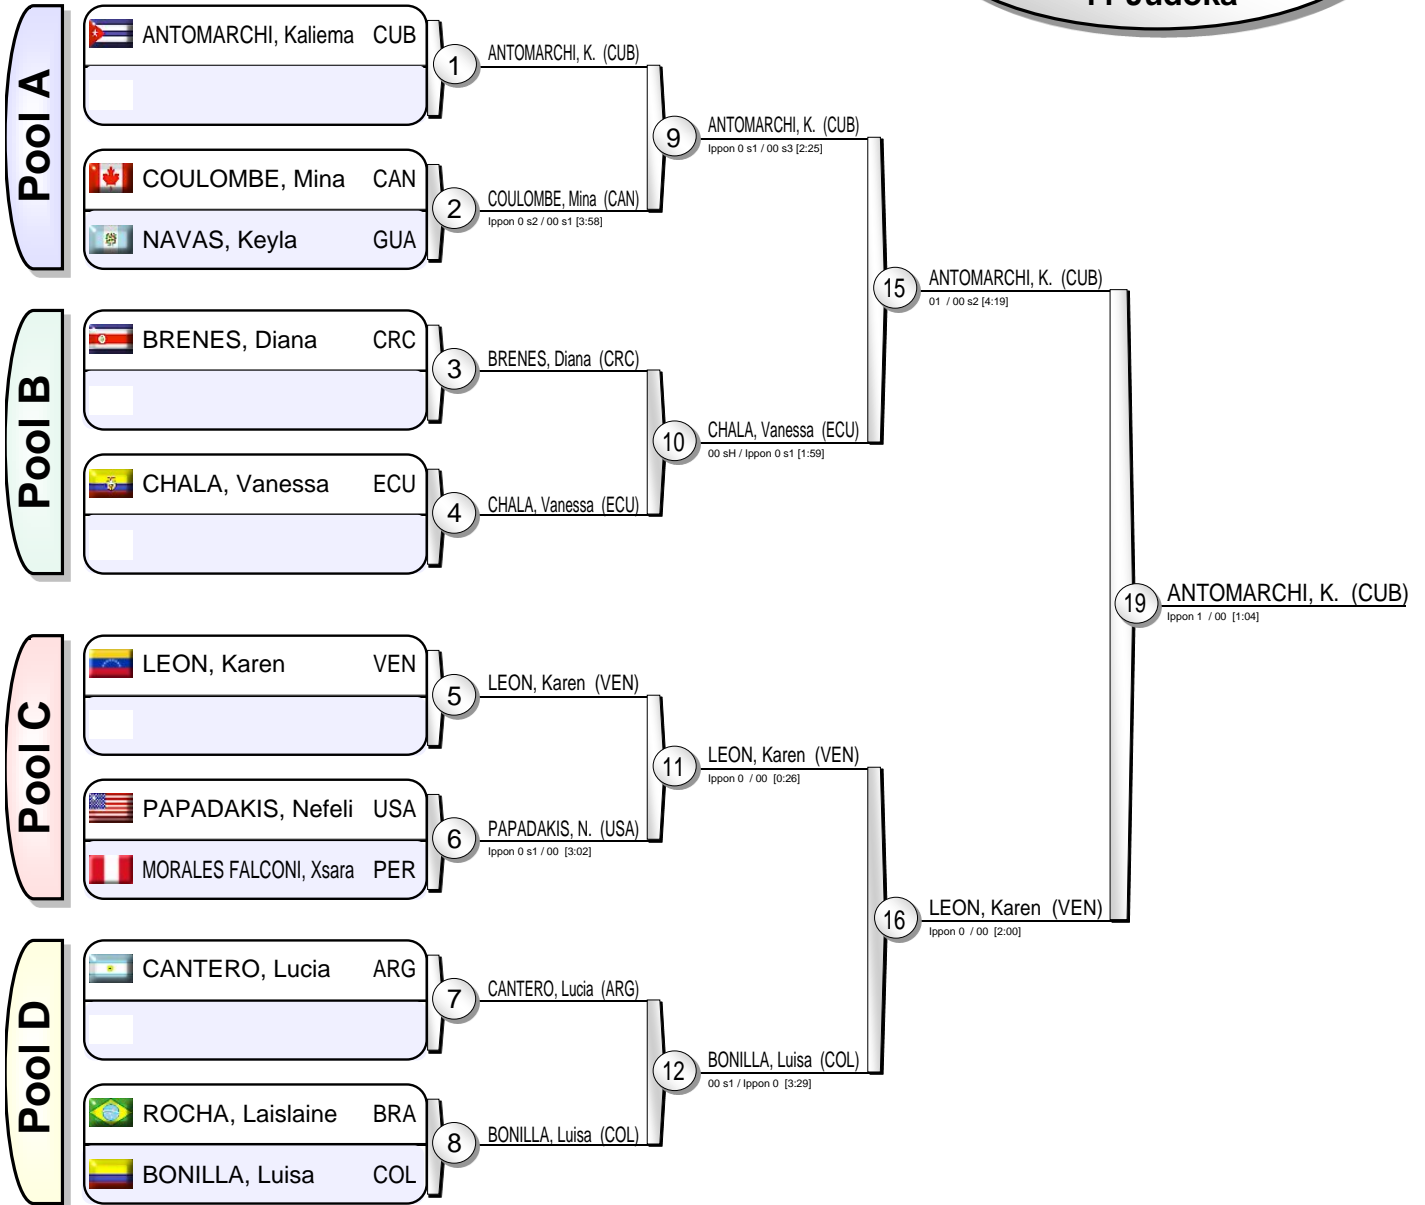 11 Judoka
Pool A
ANTOMARCHI, Kaliema CUB
COULOMBE, Mina CAN
NAVAS, Keyla GUA
Pool B
BRENES, Diana CRC
CHALA, Vanessa ECU
Pool C
LEON, Karen VEN
PAPADAKIS, Nefeli USA
MORALES FALCONI, Xsara PER
Pool D
CANTERO, Lucia ARG
ROCHA, Laislaine BRA
BONILLA, Luisa COL
1
ANTOMARCHI, K. (CUB)
2
COULOMBE, Mina (CAN)
Ippon 0 s2 / 00 s1 [3:58]
3
BRENES, Diana (CRC)
4
CHALA, Vanessa (ECU)
5
LEON, Karen (VEN)
6
PAPADAKIS, N. (USA)
Ippon 0 s1 / 00 [3:02]
7
CANTERO, Lucia (ARG)
8
BONILLA, Luisa (COL)
9
ANTOMARCHI, K. (CUB)
Ippon 0 s1 / 00 s3 [2:25]
10
CHALA, Vanessa (ECU)
00 sH / Ippon 0 s1 [1:59]
11
LEON, Karen (VEN)
Ippon 0 / 00 [0:26]
12
BONILLA, Luisa (COL)
00 s1 / Ippon 0 [3:29]
15
ANTOMARCHI, K. (CUB)
01 / 00 s2 [4:19]
16
LEON, Karen (VEN)
Ippon 0 / 00 [2:00]
19
ANTOMARCHI, K. (CUB)
Ippon 1 / 00 [1:04]